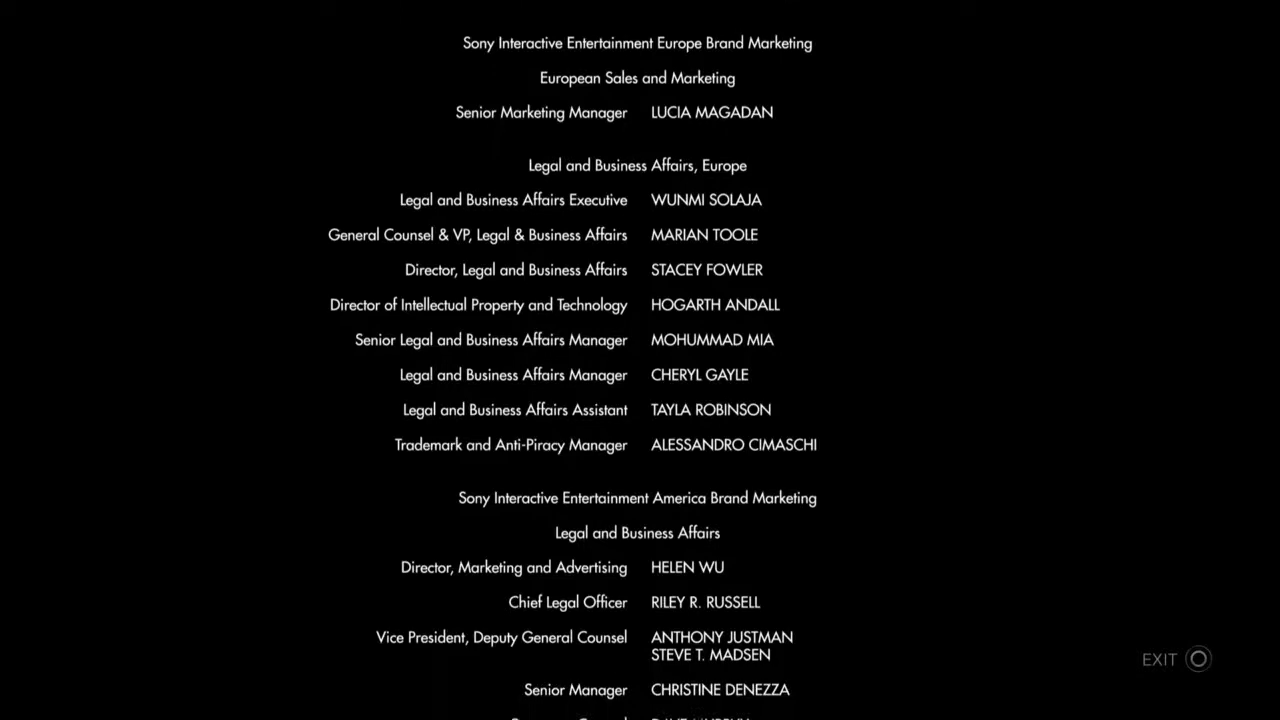 Sony Interactive Entertainment Europe Brand Marketing
European Sales and Marketing
Senior Marketing Manager LUCIA MAGADAN
Legal and Business Affairs, Europe
Legal and Business Affairs Executive WUNMI SOLAJA
General Counsel & VP, Legal & Business Affairs MARIAN TOOLE
Director, Legal and Business Affairs STACEY FOWLER
Director of Intellectual Property and Technology HOGARTH ANDALL
Senior Legal and Business Affairs Manager MOHUMMAD MIA
Legal and Business Affairs Manager CHERYL GAYLE
Legal and Business Affairs Assistant TAYLA ROBINSON
Trademark and Anti-Piracy Manager ALESSANDRO CIMASCHI
Sony Interactive Entertainment America Brand Marketing
Legal and Business Affairs
Director, Marketing and Advertising HELEN WU
Chief Legal Officer RILEY R. RUSSELL
Vice President, Deputy General Counsel ANTHONY JUSTMAN
STEVE T. MADSEN
EXIT
Senior Manager CHRISTINE DENEZZA